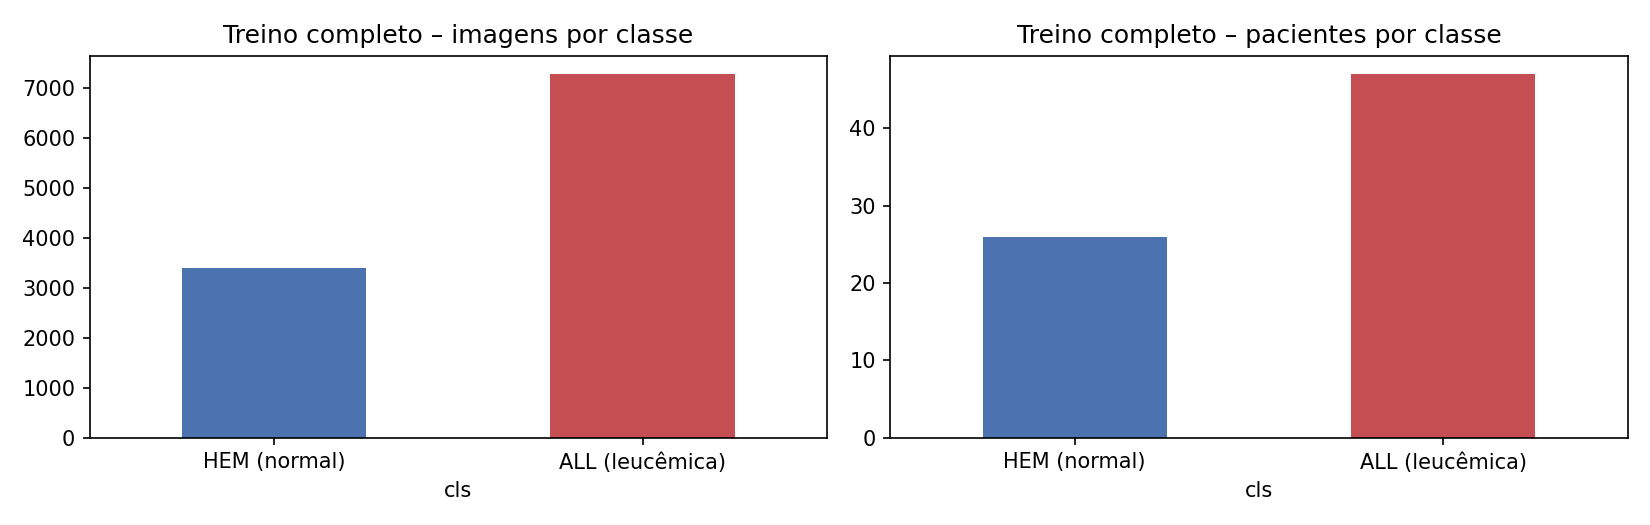 Treino completo – imagens por classe
7000
6000
5000
4000
3000
2000
1000
0
HEM (normal)
ALL (leucêmica)
cls
Treino completo – pacientes por classe
40
30
20
10
0
HEM (normal)
ALL (leucêmica)
cls